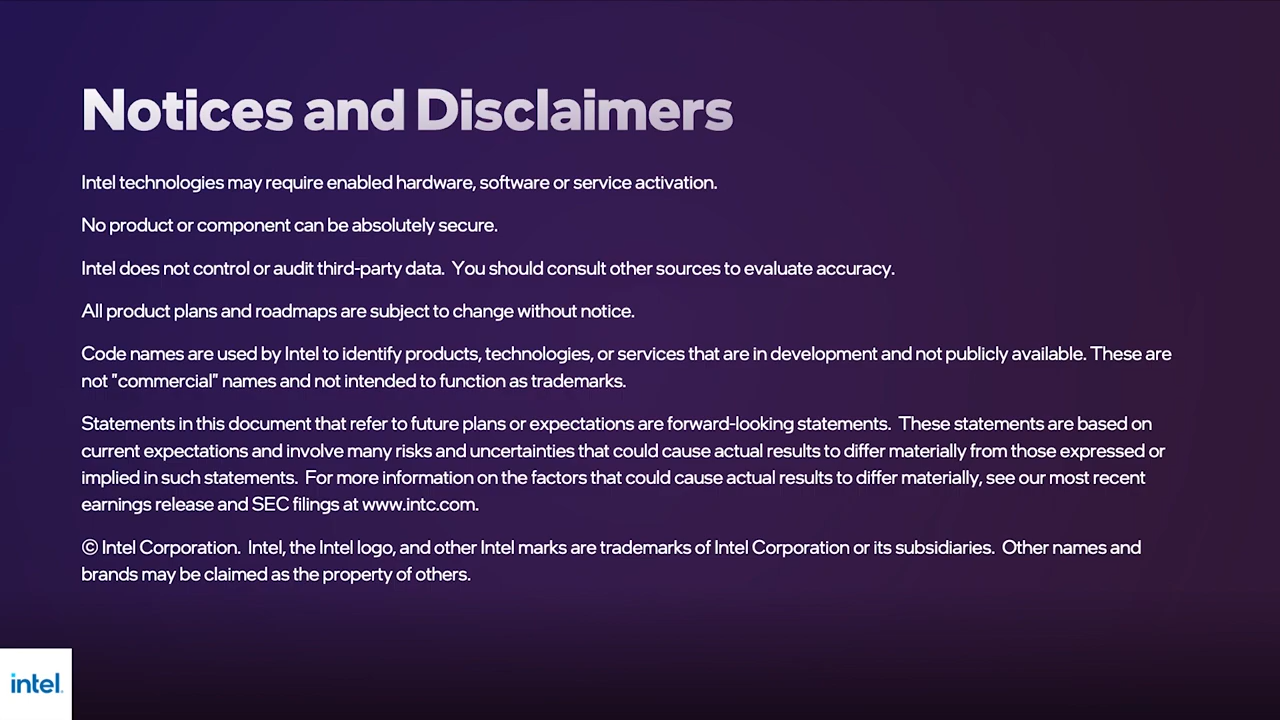 Notices and Disclaimers
Intel technologies may require enabled hardware, software or service activation.
No product or component can be absolutely secure.
Intel does not control or audit third-party data.  You should consult other sources to evaluate accuracy.
All product plans and roadmaps are subject to change without notice.
Code names are used by Intel to identify products, technologies, or services that are in development and not publicly available. These are
not "commercial" names and not intended to function as trademarks.
Statements in this document that refer to future plans or expectations are forward-looking statements.  These statements are based on
current expectations and involve many risks and uncertainties that could cause actual results to differ materially from those expressed or
implied in such statements.  For more information on the factors that could cause actual results to differ materially, see our most recent
earnings release and SEC filings at www.intc.com.
© Intel Corporation.  Intel, the Intel logo, and other Intel marks are trademarks of Intel Corporation or its subsidiaries.  Other names and
brands may be claimed as the property of others.
intel.